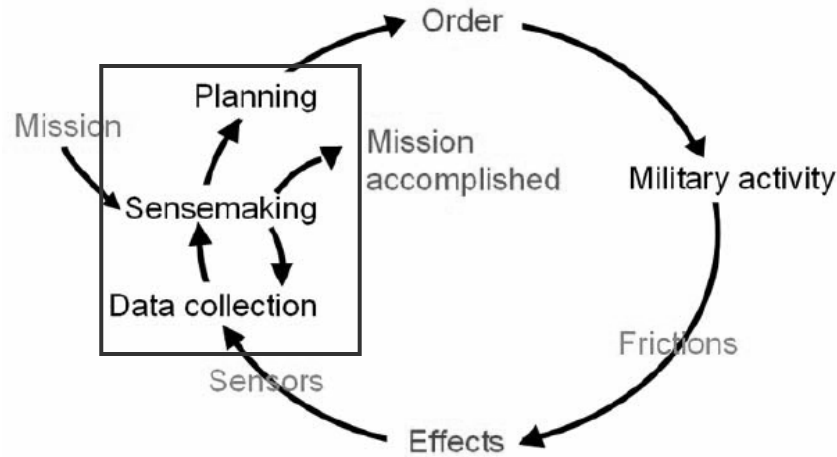 Order
Planning
Mission
Mission
accomplished
Military activity
Sensemaking
Data collection
Frictions
Sensors
Effects